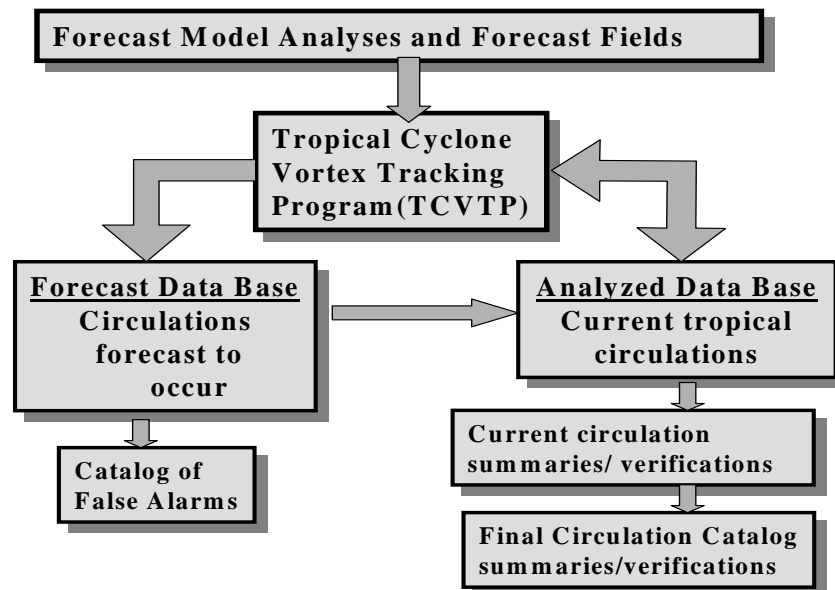 Forecast Model Analyses and Forecast Fields
Tropical Cyclone
Vortex Tracking
Program(TCVTP)
Forecast Data Base
Circulations
forecast to
occur
Analyzed Data Base
Current tropical
circulations
Catalog of
False Alarms
Current circulation
summaries/ verifications
Final Circulation Catalog
summaries/verifications